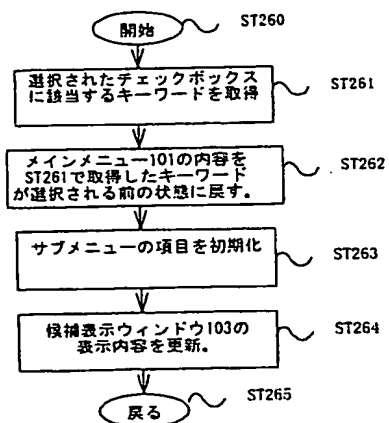 開始
ST260
選択されたチェックボックス
に該当するキーワードを取得
ST261
メインメニュー101の内容を
ST261で取得したキーワード
が選択される前の状態に戻す。
ST262
サブメニューの項目を初期化
ST263
候補表示ウィンドウ103の
表示内容を更新。
ST264
戻る
ST265